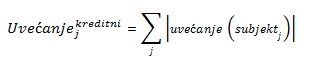 Uvećanje_j^kreditni = ∑_j |uvećanje (subjekt_j)|